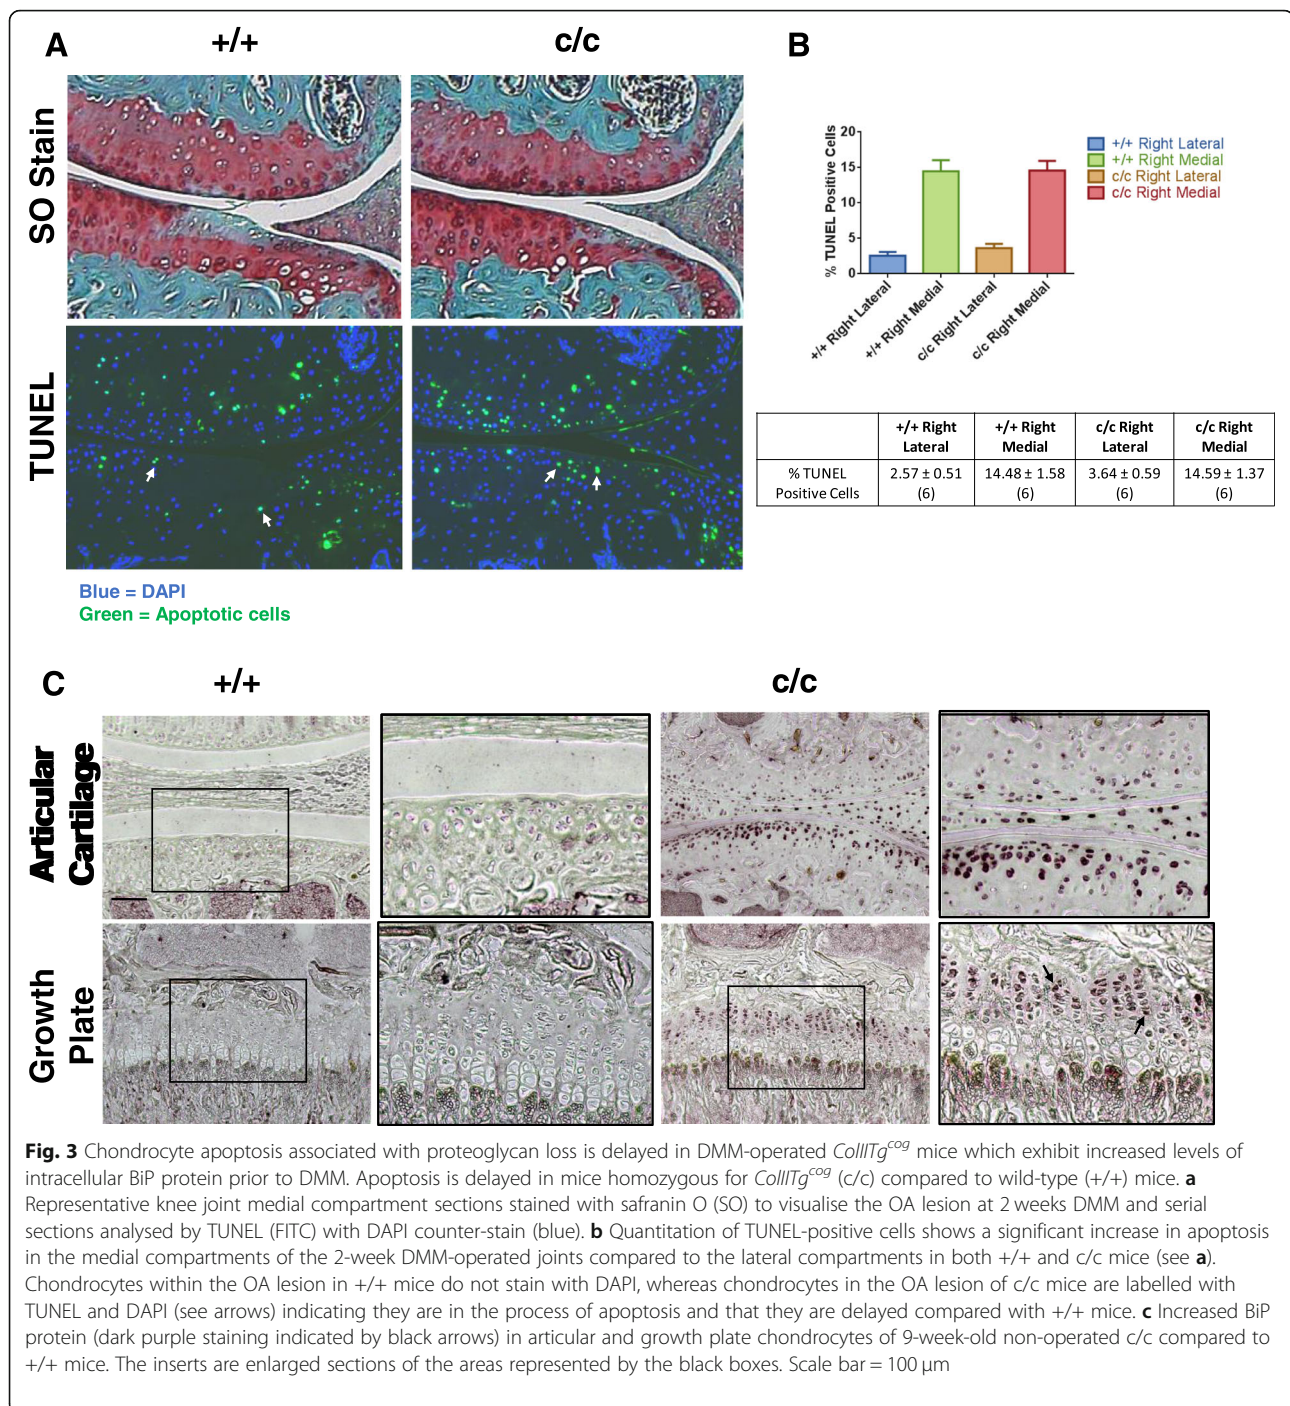 A
+/+
c/c
SO Stain
TUNEL
Blue = DAPI
Green = Apoptotic cells
B
% TUNEL Positive Cells
20
15
10
5
0
+/+ Right Lateral
+/+ Right Medial
c/c Right Lateral
c/c Right Medial
+/+ Right Lateral
+/+ Right Medial
c/c Right Lateral
c/c Right Medial
+/+ Right +/+ Right c/c Right c/c Right
Lateral Medial Lateral Medial
% TUNEL 2.57 ± 0.51 14.48 ± 1.58 3.64 ± 0.59 14.59 ± 1.37
Positive Cells (6) (6) (6) (6)
C
+/+
c/c
Articular
Cartilage
Growth
Plate
Fig. 3 Chondrocyte apoptosis associated with proteoglycan loss is delayed in DMM-operated ColIITgcog mice which exhibit increased levels of
intracellular BiP protein prior to DMM. Apoptosis is delayed in mice homozygous for ColIITgcog (c/c) compared to wild-type (+/+) mice. a
Representative knee joint medial compartment sections stained with safranin O (SO) to visualise the OA lesion at 2 weeks DMM and serial
sections analysed by TUNEL (FITC) with DAPI counter-stain (blue). b Quantitation of TUNEL-positive cells shows a significant increase in apoptosis
in the medial compartments of the 2-week DMM-operated joints compared to the lateral compartments in both +/+ and c/c mice (see a).
Chondrocytes within the OA lesion in +/+ mice do not stain with DAPI, whereas chondrocytes in the OA lesion of c/c mice are labelled with
TUNEL and DAPI (see arrows) indicating they are in the process of apoptosis and that they are delayed compared with +/+ mice. c Increased BiP
protein (dark purple staining indicated by black arrows) in articular and growth plate chondrocytes of 9-week-old non-operated c/c compared to
+/+ mice. The inserts are enlarged sections of the areas represented by the black boxes. Scale bar = 100 μm